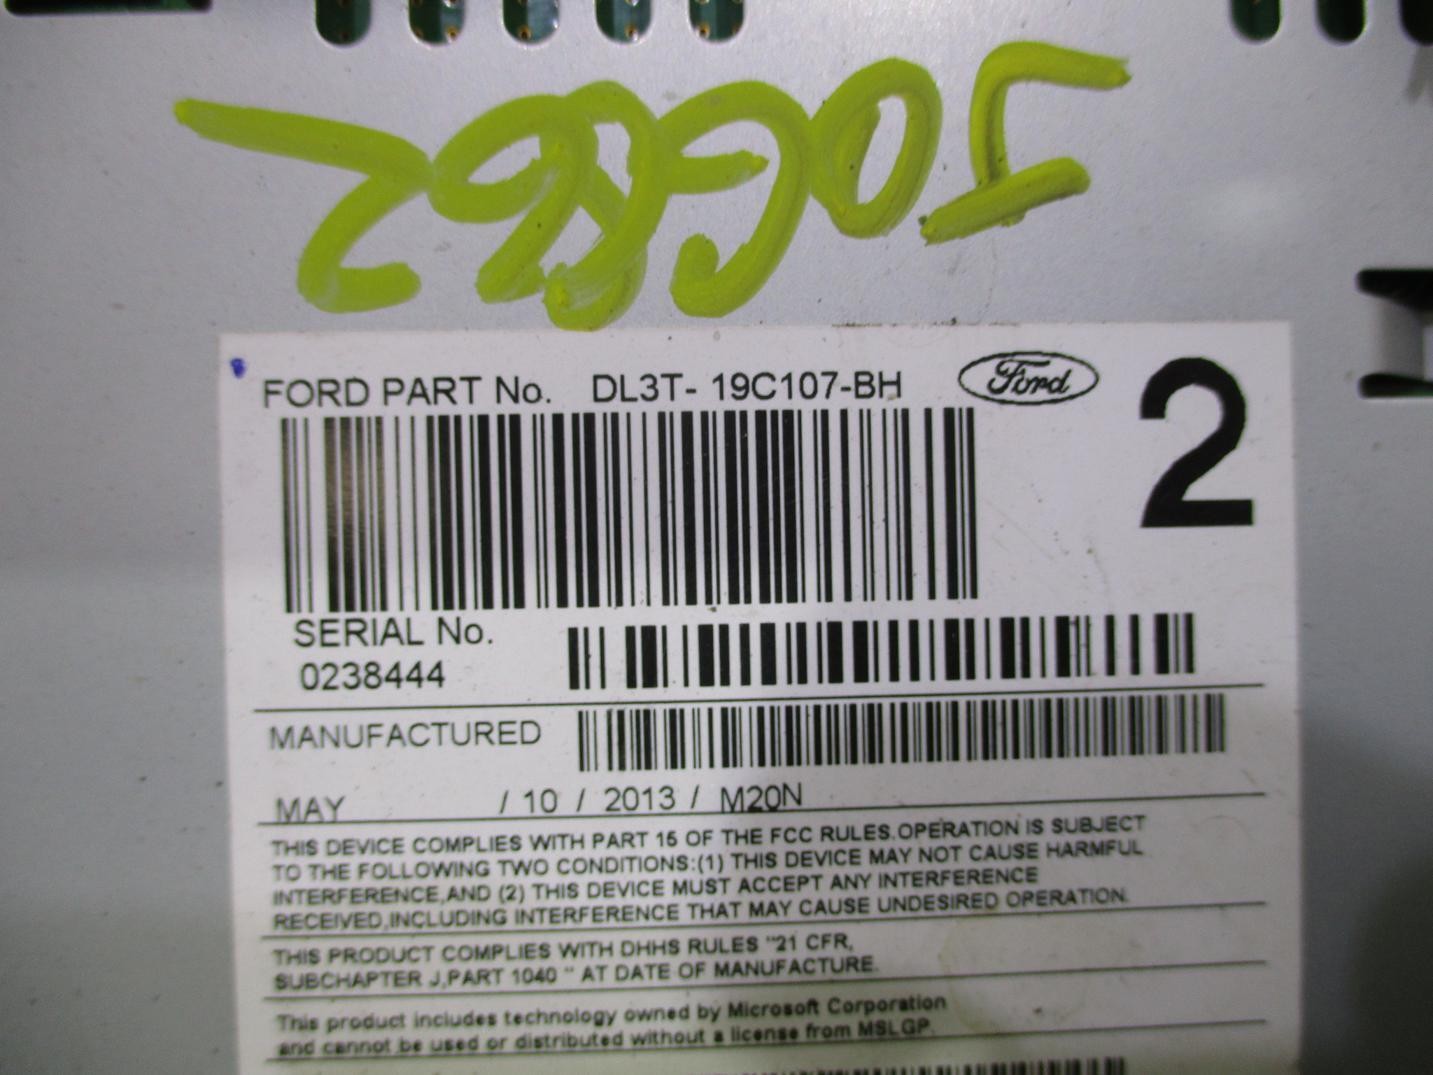 FORD PART No. DL3T- 19C107-BH Ford 2
SERIAL No.
0238444
MANUFACTURED
MAY / 10 / 2013 / M20N
THIS DEVICE COMPLIES WITH PART 15 OF THE FCC RULES.OPERATION IS SUBJECT
TO THE FOLLOWING TWO CONDITIONS:(1) THIS DEVICE MAY NOT CAUSE HARMFUL
INTERFERENCE,AND (2) THIS DEVICE MUST ACCEPT ANY INTERFERENCE
RECEIVED,INCLUDING INTERFERENCE THAT MAY CAUSE UNDESIRED OPERATION.
THIS PRODUCT COMPLIES WITH DHHS RULES "21 CFR,
SUBCHAPTER J,PART 1040 " AT DATE OF MANUFACTURE.
This product includes technology owned by Microsoft Corporation
and cannot be used or distributed without a license from MSLGP.